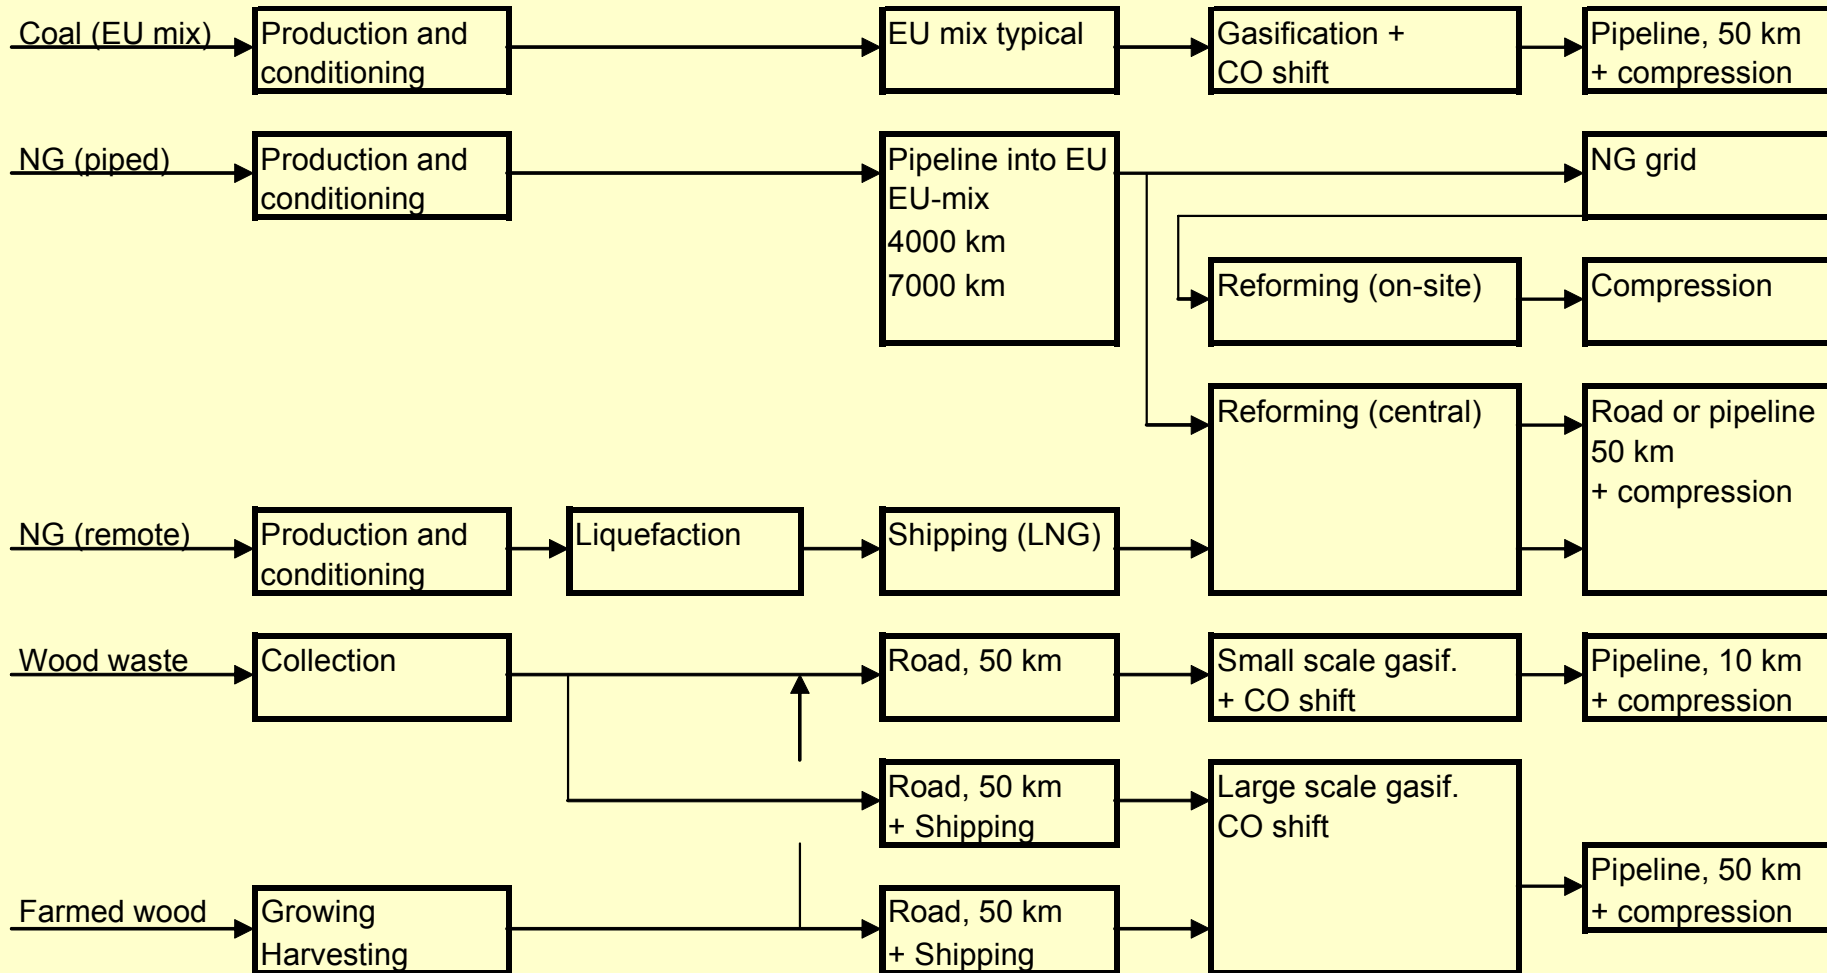 Coal (EU mix)
Production and
conditioning
EU mix typical
Gasification +
CO shift
Pipeline, 50 km
+ compression
NG (piped)
Production and
conditioning
Pipeline into EU
EU-mix
4000 km
7000 km
NG grid
Reforming (on-site)
Compression
Reforming (central)
Road or pipeline
50 km
+ compression
NG (remote)
Production and
conditioning
Liquefaction
Shipping (LNG)
Wood waste
Collection
Road, 50 km
Small scale gasif.
+ CO shift
Pipeline, 10 km
+ compression
Road, 50 km
+ Shipping
Large scale gasif.
CO shift
Pipeline, 50 km
+ compression
Farmed wood
Growing
Harvesting
Road, 50 km
+ Shipping